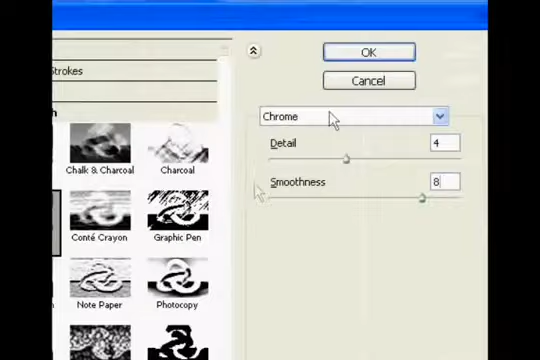 OK
Strokes
Cancel
h
Chrome
Detail 4
Chalk & Charcoal Charcoal
Smoothness 8
Conté Crayon Graphic Pen
Note Paper Photocopy